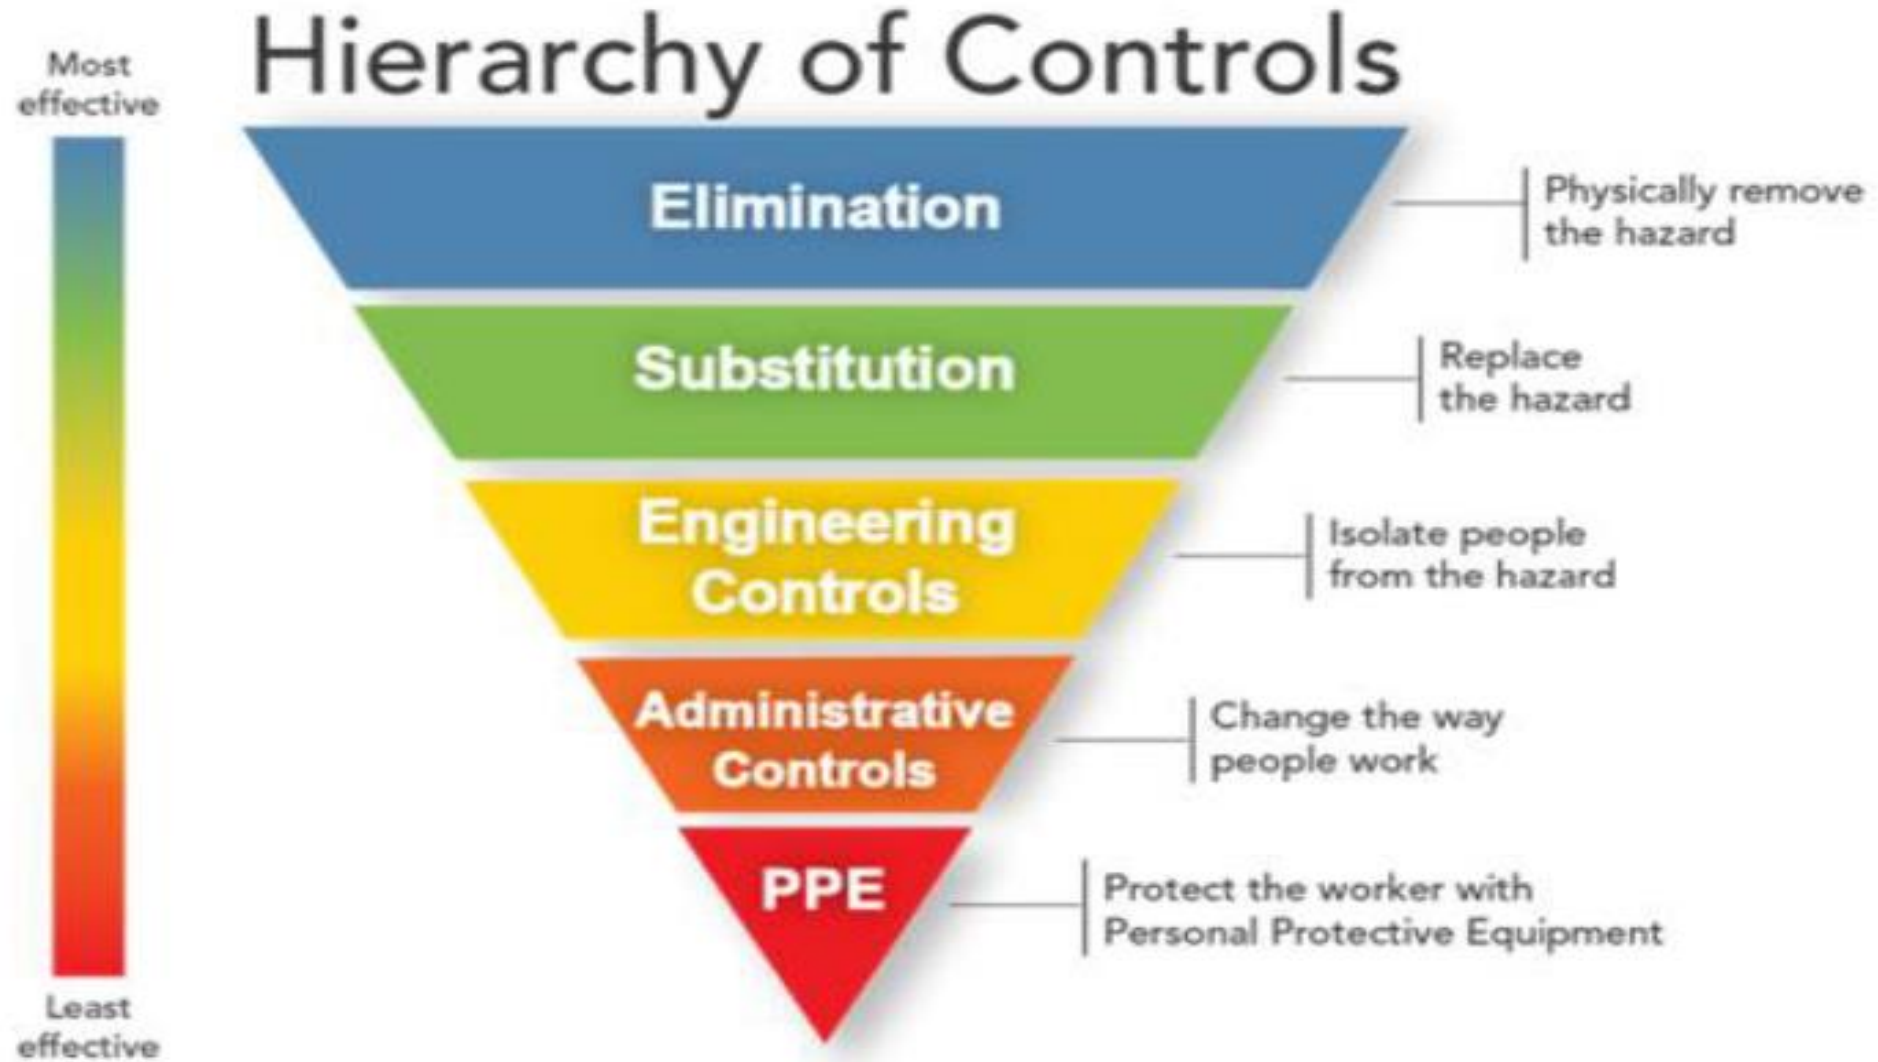 Hierarchy of Controls
Most
effective
Elimination
Physically remove
the hazard
Substitution
Replace
the hazard
Engineering
Controls
Isolate people
from the hazard
Administrative
Controls
Change the way
people work
PPE
Protect the worker with
Personal Protective Equipment
Least
effective